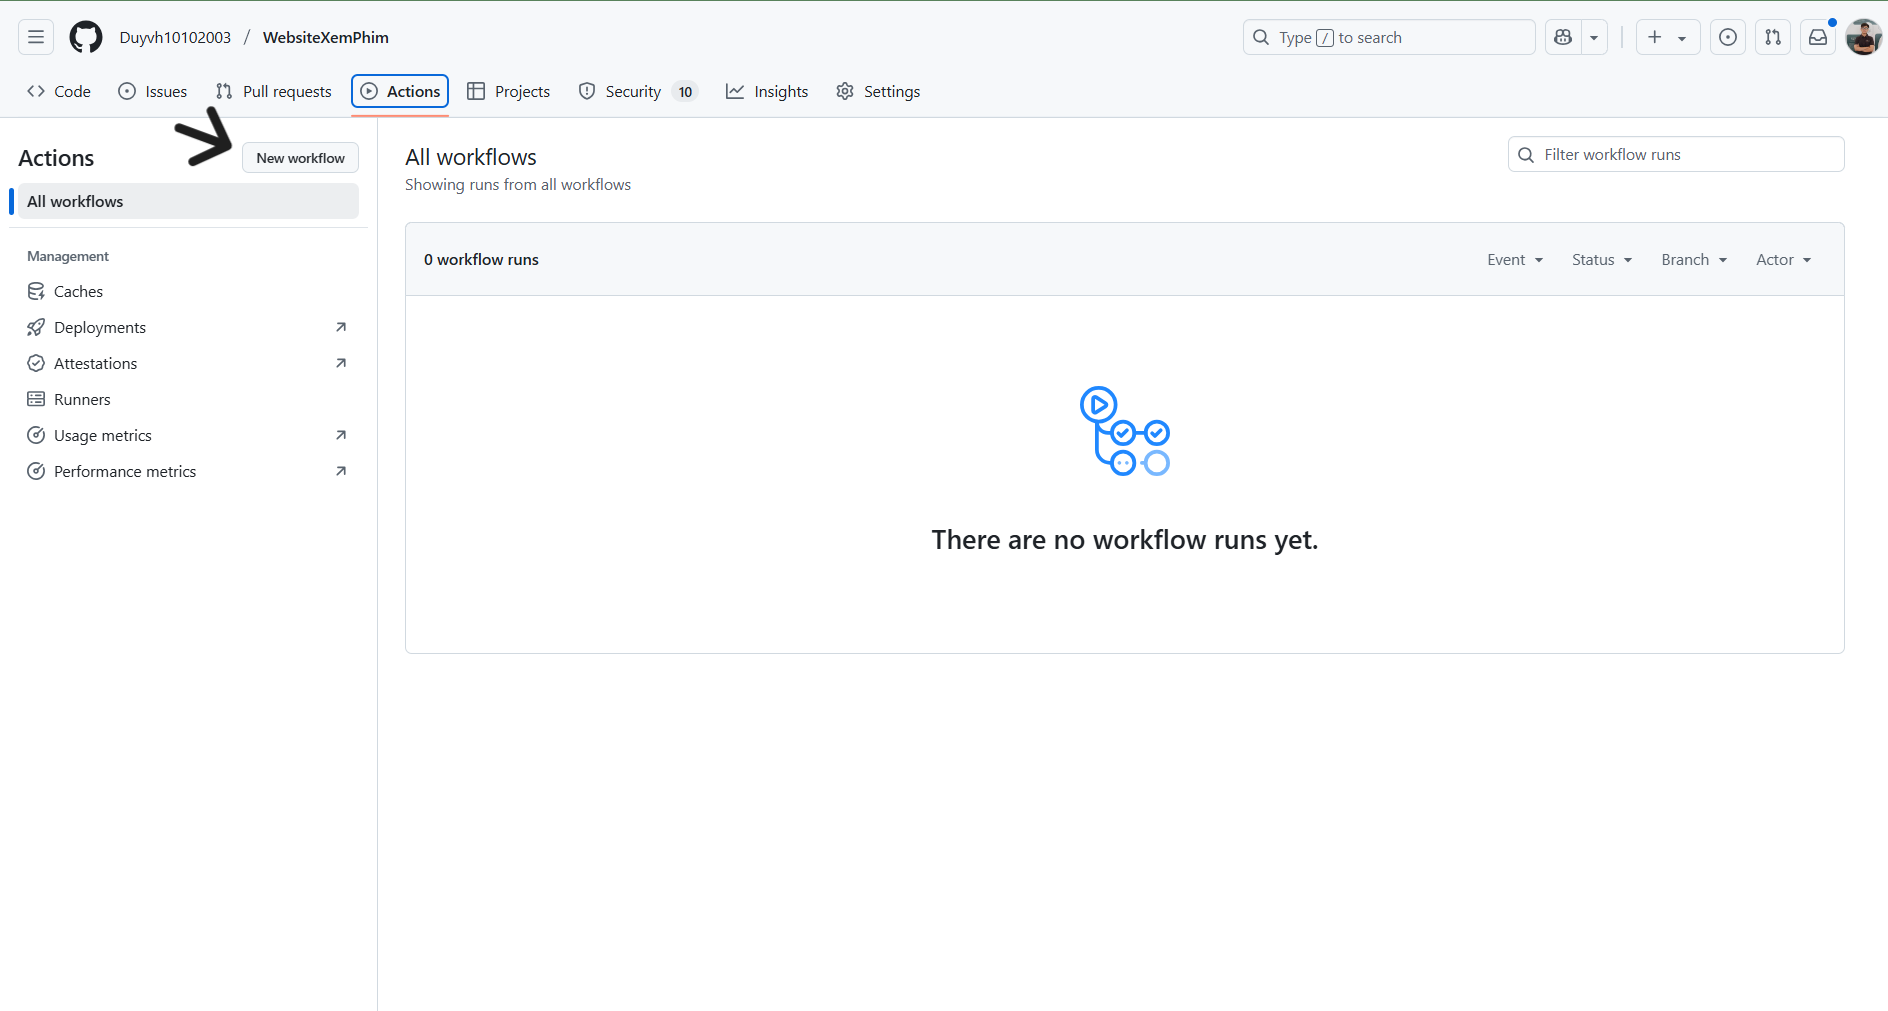 Duyvh10102003 / WebsiteXemPhim
Type / to search
Code
Issues
Pull requests
Actions
Projects
Security 10
Insights
Settings
Actions
New workflow
All workflows
Management
Caches
Deployments
Attestations
Runners
Usage metrics
Performance metrics
All workflows
Showing runs from all workflows
Filter workflow runs
0 workflow runs
Event
Status
Branch
Actor
There are no workflow runs yet.